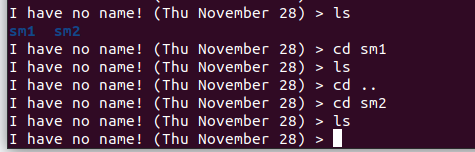 I have no name! (Thu November 28) > ls
sm1  sm2
I have no name! (Thu November 28) > cd sm1
I have no name! (Thu November 28) > ls
I have no name! (Thu November 28) > cd ..
I have no name! (Thu November 28) > cd sm2
I have no name! (Thu November 28) > ls
I have no name! (Thu November 28) >